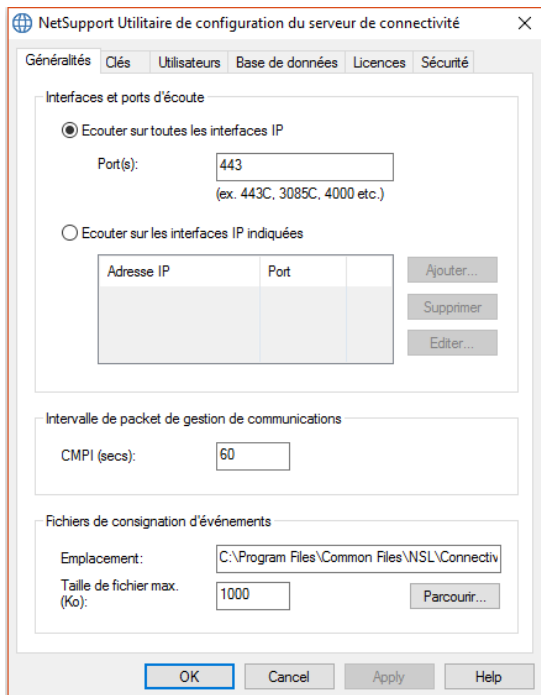 NetSupport Utilitaire de configuration du serveur de connectivité
Généralités Clés Utilisateurs Base de données Licences Sécurité
Interfaces et ports d'écoute
Ecouter sur toutes les interfaces IP
Port(s): 443
(ex. 443C, 3085C, 4000 etc.)
Ecouter sur les interfaces IP indiquées
Adresse IP Port
Ajouter...
Supprimer
Editer...
Intervalle de packet de gestion de communications
CMPI (secs): 60
Fichiers de consignation d'événements
Emplacement: C:\Program Files\Common Files\NSL\Connectiv
Taille de fichier max.
(Ko): 1000 Parcourir...
OK Cancel Apply Help